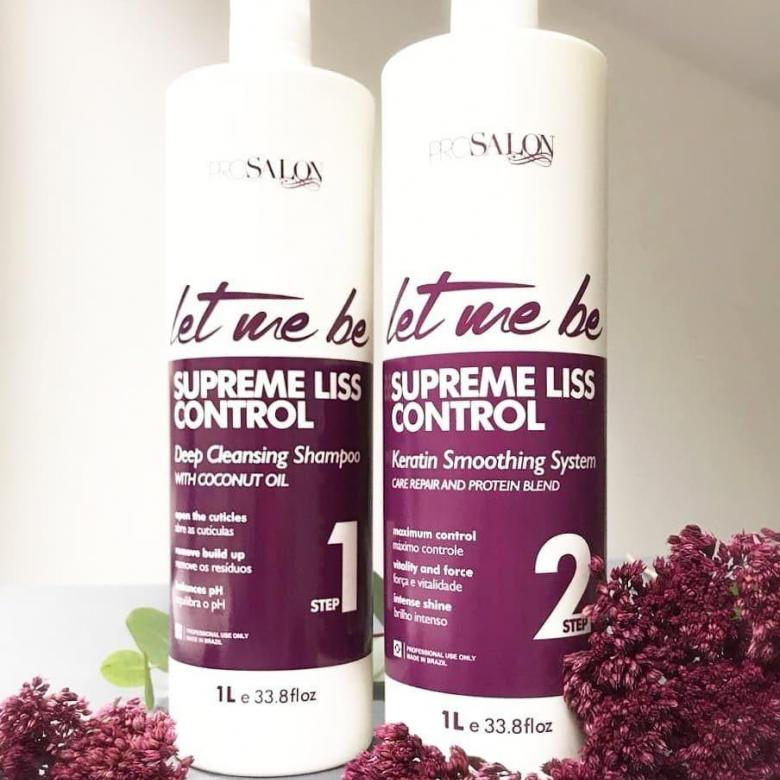 PROSALON
let me be
SUPREME LISS
CONTROL
Deep Cleansing Shampoo
WITH COCONUT OIL
open the cuticles
abre as cutículas
remove build up
remove os resíduos
balances pH
equilibra o pH
STEP 1
PROFESSIONAL USE ONLY
MADE IN BRAZIL
1L e 33.8floz
PROSALON
let me be
SUPREME LISS
CONTROL
Keratin Smoothing System
CARE REPAIR AND PROTEIN BLEND
maximum control
máximo controle
vitality and force
força e vitalidade
intense shine
brilho intenso
STEP 2
PROFESSIONAL USE ONLY
MADE IN BRAZIL
1L e 33.8floz